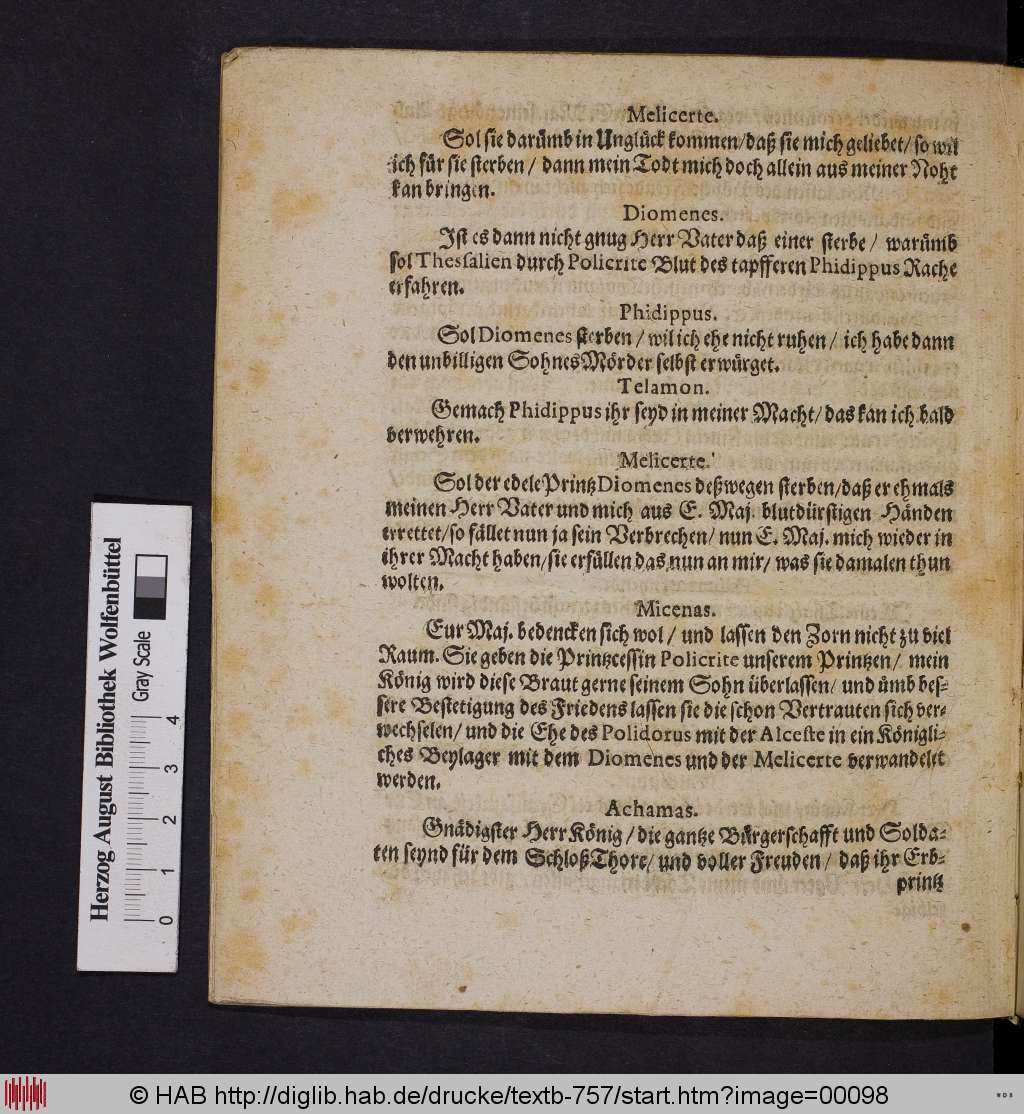 Melicerte.
Sol sie darümb in Unglück kommen/daß sie mich geliebet/ so wil
ich für sie sterben / dann mein Todt mich doch allein aus meiner Noht
kan bringen.
Diomenes.
Ist es dann nicht gnug Herr Vater daß einer sterbe / warümb
sol Thessalien durch Policrite Blut des tapfferen Phidippus Rache
erfahren.
Phidippus.
Sol Diomenes sterben / wil ich ehe nicht ruhen / ich habe dann
den unbilligen Sohnes Mörder selbst erwürget.
Telamon.
Gemach Phidippus ihr seyd in meiner Macht/ das kan ich bald
verwehren.
Melicerte.
Sol der edele Printz Diomenes deßwegen sterben/daß er ehmals
meinen Herr Vater und mich aus E. Maj. blutdürstigen Händen
errettet/so fället nun ja sein Verbrechen/ nun E. Maj. mich wieder in
ihrer Macht haben/sie erfüllen das nun an mir/ was sie damalen thun
wolten.
Micenas.
Eur Maj. bedencken sich wol / und lassen den Zorn nicht zu viel
Raum. Sie geben die Printzcessin Policrite unserem Printzen/ mein
König wird diese Braut gerne seinem Sohn überlassen/ und ümb bes-
sere Bestetigung des Friedens lassen sie die schon Vertrauten sich ver-
wechselen/ und die Ehe des Polidorus mit der Alceste in ein Königli-
ches Beylager mit dem Diomenes und der Melicerte verwandelet
werden.
Achamas.
Gnädigster Herr König / die gantze Bürgerschafft und Solda-
ten seynd für dem Schloß Thore/ und voller Freuden / daß ihr Erb-
printz
Herzog August Bibliothek Wolfenbüttel
Gray Scale
0 1 2 3 4
© HAB http://diglib.hab.de/drucke/textb-757/start.htm?image=00098